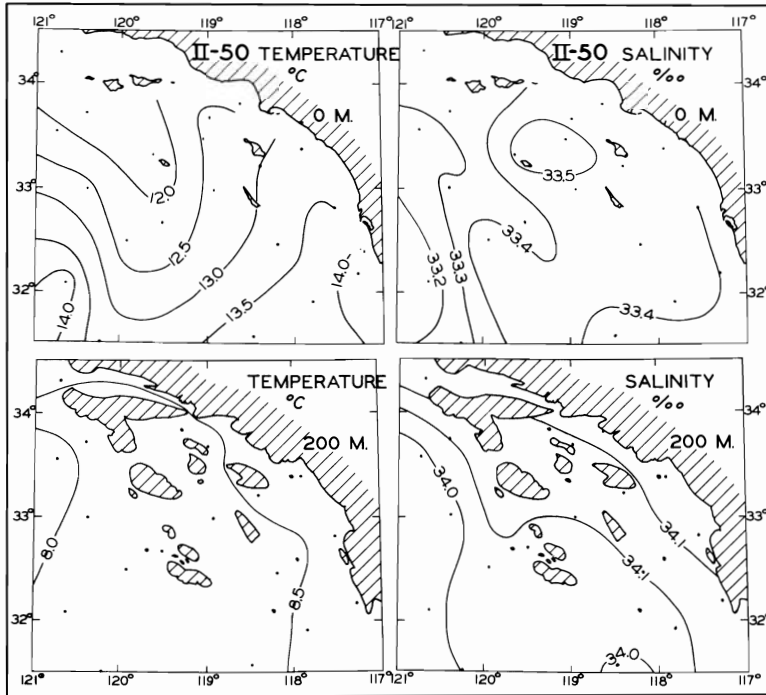 121° 120° 119° 118° 117°
II-50 TEMPERATURE
°C
0 M.
34°
33°
32°
12.0
12.5
13.0
13.5
14.0
14.0
121° 120° 119° 118° 117°
II-50 SALINITY
‰
0 M.
34°
33°
32°
33.5
33.4
33.3
33.2
33.4
TEMPERATURE
°C
200 M.
34°
33°
32°
8.0
8.5
121° 120° 119° 118° 117°
SALINITY
‰
200 M.
34°
33°
32°
34.0
34.1
34.1
34.0
121° 120° 119° 118° 117°